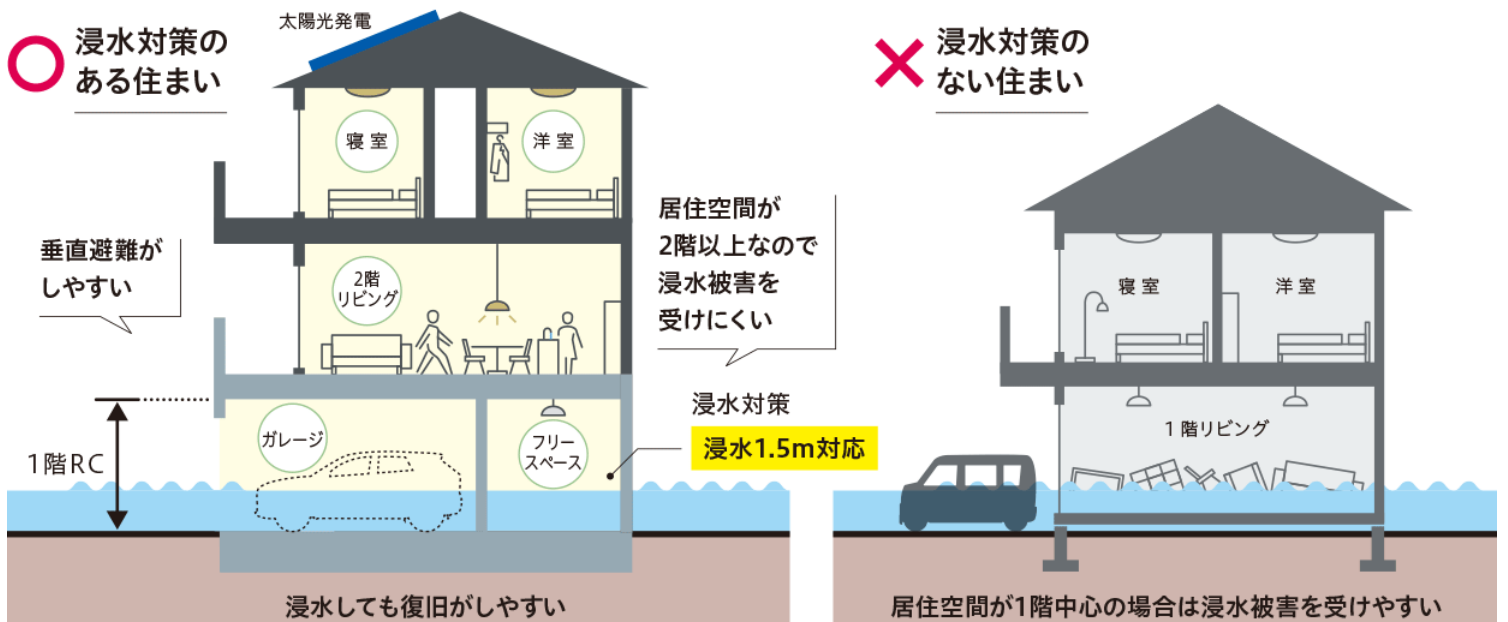 浸水対策の
ある住まい
太陽光発電
寝室
洋室
垂直避難が
しやすい
2階
リビング
居住空間が
2階以上なので
浸水被害を
受けにくい
1階RC
ガレージ
フリー
スペース
浸水対策
浸水1.5m対応
浸水しても復旧がしやすい
浸水対策の
ない住まい
寝室
洋室
1階リビング
居住空間が1階中心の場合は浸水被害を受けやすい